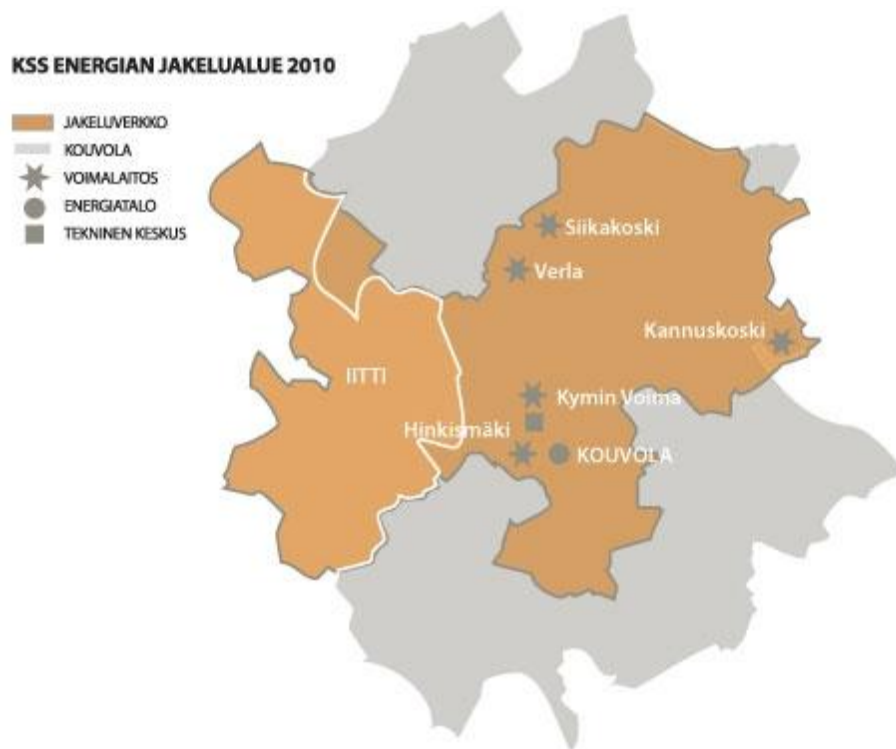 KSS ENERGIAN JAKELUALUE 2010
JAKELUVERKKO
KOUVOLA
VOIMALAITOS
ENERGIATALO
TEKNINEN KESKUS
Siikakoski
Verla
Kannuskoski
IITTI
Kymin Voima
Hinkismäki
KOUVOLA